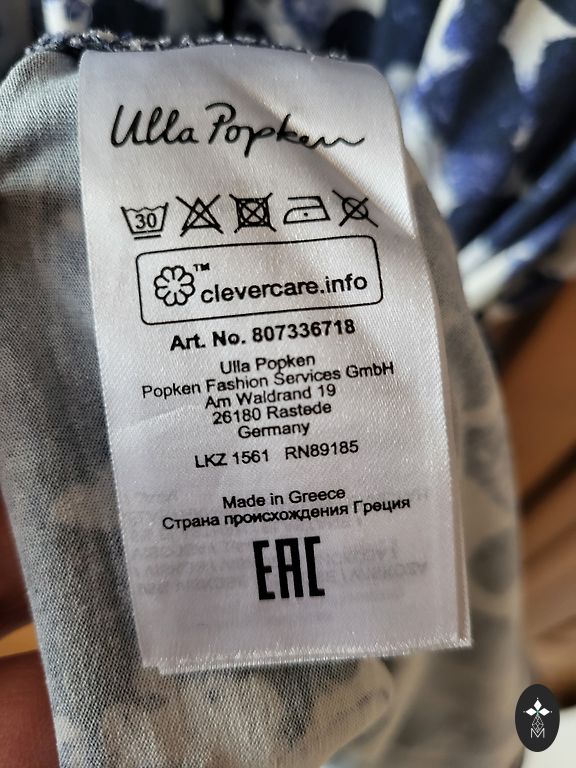 Ulla Popken
30
™
clevercare.info
Art. No. 807336718
Ulla Popken
Popken Fashion Services GmbH
Am Waldrand 19
26180 Rastede
Germany
LKZ 1561 RN89185
Made in Greece
Страна происхождения Греция
EAC
M